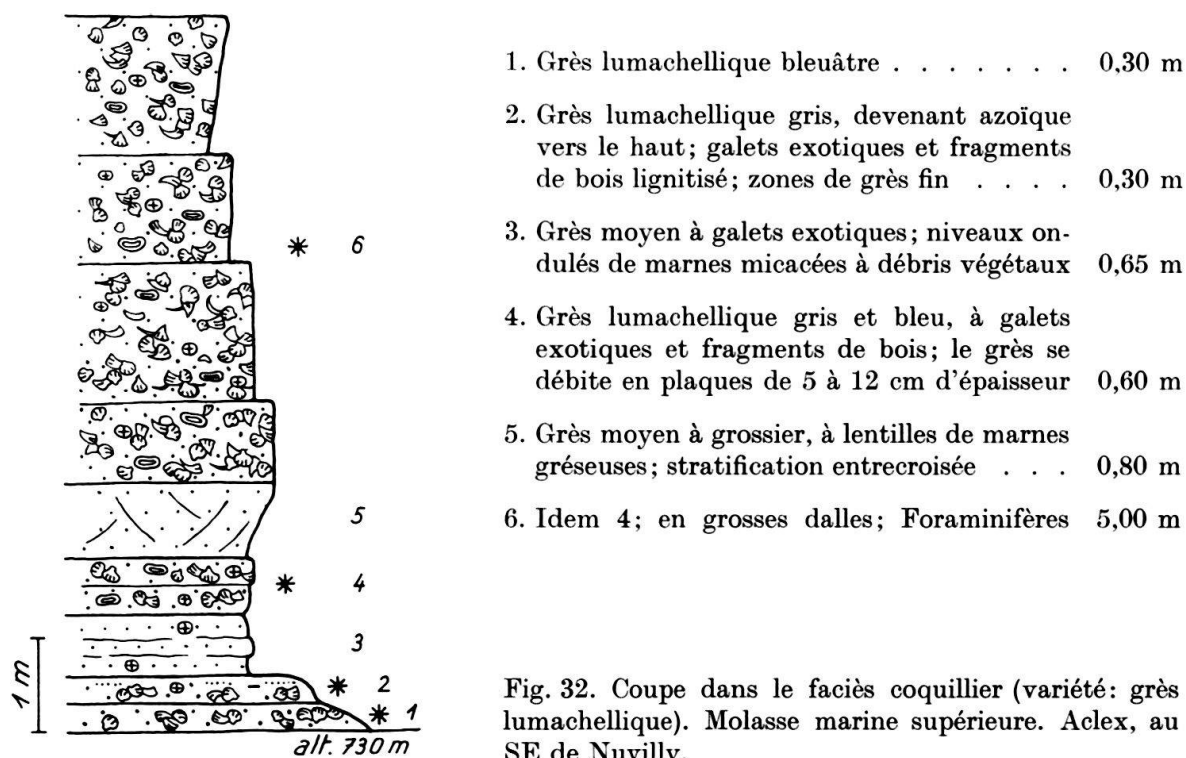 1. Grès lumachellique bleuâtre . . . . . . . 0,30 m
2. Grès lumachellique gris, devenant azoïque
vers le haut; galets exotiques et fragments
de bois lignitisé; zones de grès fin . . . . 0,30 m
3. Grès moyen à galets exotiques; niveaux on-
dulés de marnes micacées à débris végétaux 0,65 m
4. Grès lumachellique gris et bleu, à galets
exotiques et fragments de bois; le grès se
débite en plaques de 5 à 12 cm d'épaisseur 0,60 m
5. Grès moyen à grossier, à lentilles de marnes
gréseuses; stratification entrecroisée . . . 0,80 m
6. Idem 4; en grosses dalles; Foraminifères 5,00 m
6
5
4
3
2
1
1 m
alt. 730 m
Fig. 32. Coupe dans le faciès coquillier (variété: grès
lumachellique). Molasse marine supérieure. Aclex, au
SE de Nuvilly.